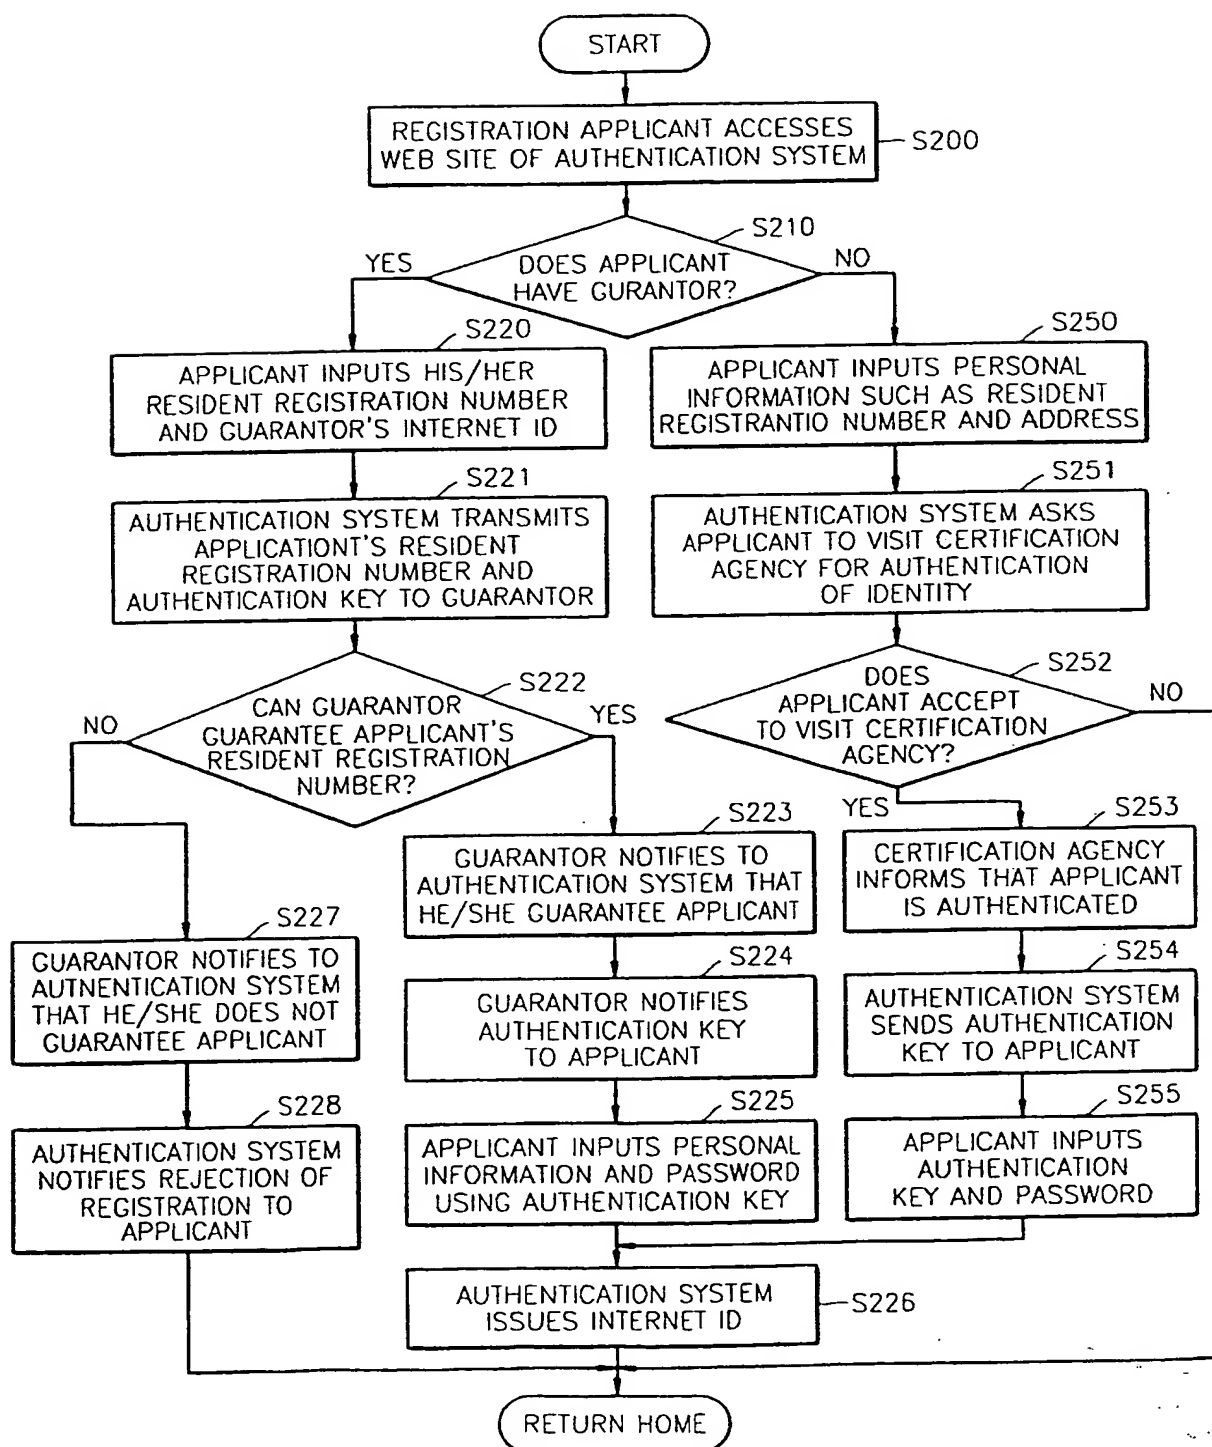 START
REGISTRATION APPLICANT ACCESSES
WEB SITE OF AUTHENTICATION SYSTEM
S200
S210
YES
DOES APPLICANT
HAVE GURANTOR?
NO
S220
APPLICANT INPUTS HIS/HER
RESIDENT REGISTRATION NUMBER
AND GUARANTOR'S INTERNET ID
S250
APPLICANT INPUTS PERSONAL
INFORMATION SUCH AS RESIDENT
REGISTRANTIO NUMBER AND ADDRESS
S221
AUTHENTICATION SYSTEM TRANSMITS
APPLICATIONT'S RESIDENT
REGISTRATION NUMBER AND
AUTHENTICATION KEY TO GUARANTOR
S251
AUTHENTICATION SYSTEM ASKS
APPLICANT TO VISIT CERTIFICATION
AGENCY FOR AUTHENTICATION
OF IDENTITY
S222
NO
CAN GUARANTOR
GUARANTEE APPLICANT'S
RESIDENT REGISTRATION
NUMBER?
YES
S252
DOES
APPLICANT ACCEPT
TO VISIT CERTIFICATION
AGENCY?
NO
YES
S223
GUARANTOR NOTIFIES TO
AUTHENTICATION SYSTEM THAT
HE/SHE GUARANTEE APPLICANT
S253
CERTIFICATION AGENCY
INFORMS THAT APPLICANT
IS AUTHENTICATED
S227
GUARANTOR NOTIFIES TO
AUTNENTICATION SYSTEM
THAT HE/SHE DOES NOT
GUARANTEE APPLICANT
S224
GUARANTOR NOTIFIES
AUTHENTICATION KEY
TO APPLICANT
S254
AUTHENTICATION SYSTEM
SENDS AUTHENTICATION
KEY TO APPLICANT
S228
AUTHENTICATION SYSTEM
NOTIFIES REJECTION OF
REGISTRATION TO
APPLICANT
S225
APPLICANT INPUTS PERSONAL
INFORMATION AND PASSWORD
USING AUTHENTICATION KEY
S255
APPLICANT INPUTS
AUTHENTICATION
KEY AND PASSWORD
AUTHENTICATION SYSTEM
ISSUES INTERNET ID
S226
RETURN HOME